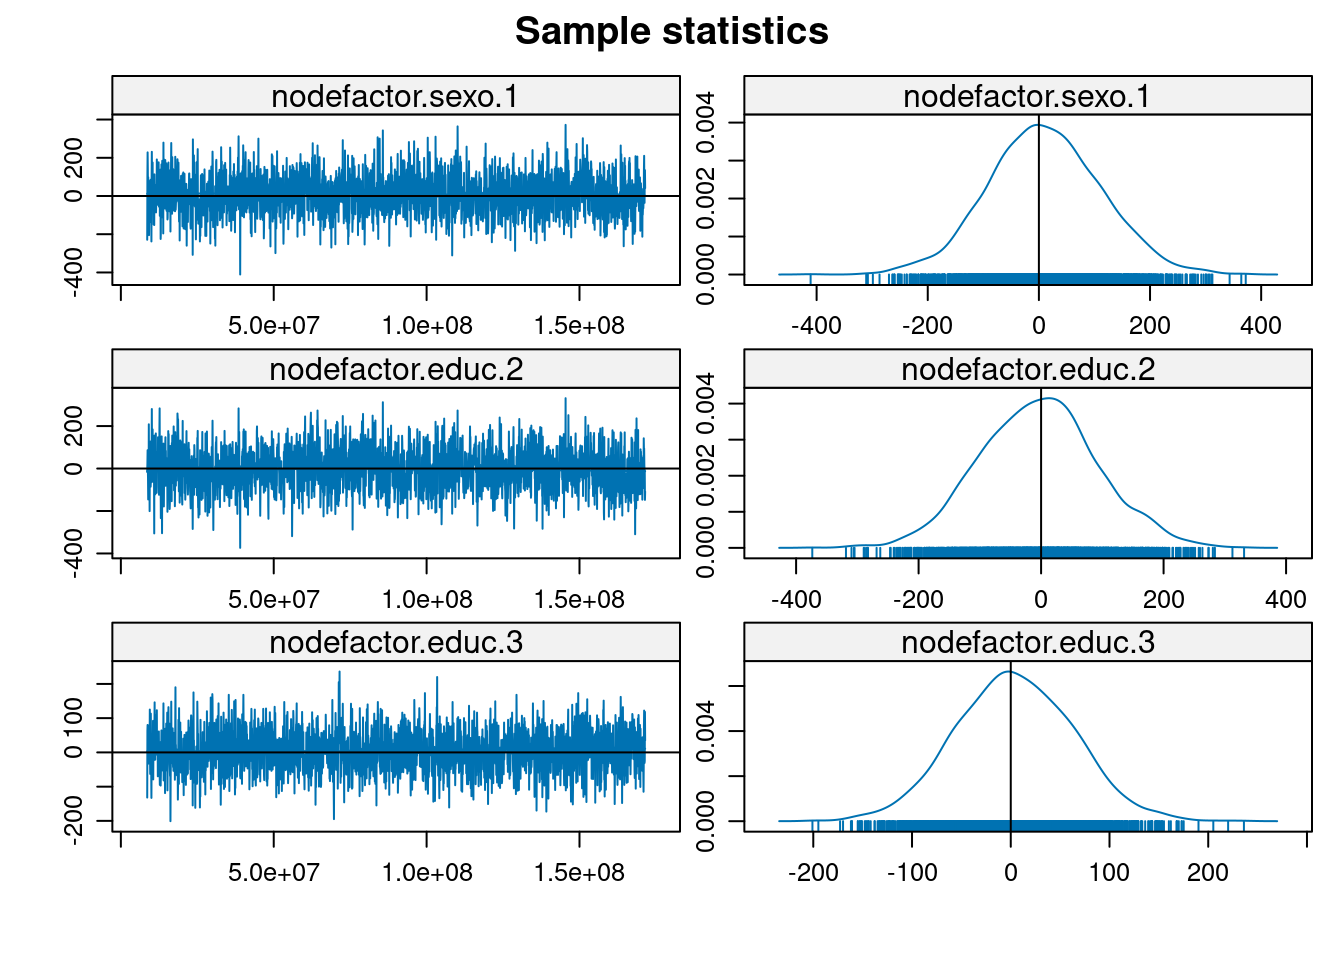 Sample statistics
nodefactor.sexo.1
nodefactor.sexo.1
-400 0 200
0.000 0.002 0.004
5.0e+07 1.0e+08 1.5e+08
-400 -200 0 200 400
nodefactor.educ.2
nodefactor.educ.2
-400 0 200
0.000 0.002 0.004
5.0e+07 1.0e+08 1.5e+08
-400 -200 0 200 400
nodefactor.educ.3
nodefactor.educ.3
-200 0 100
0.000 0.004
5.0e+07 1.0e+08 1.5e+08
-200 -100 0 100 200